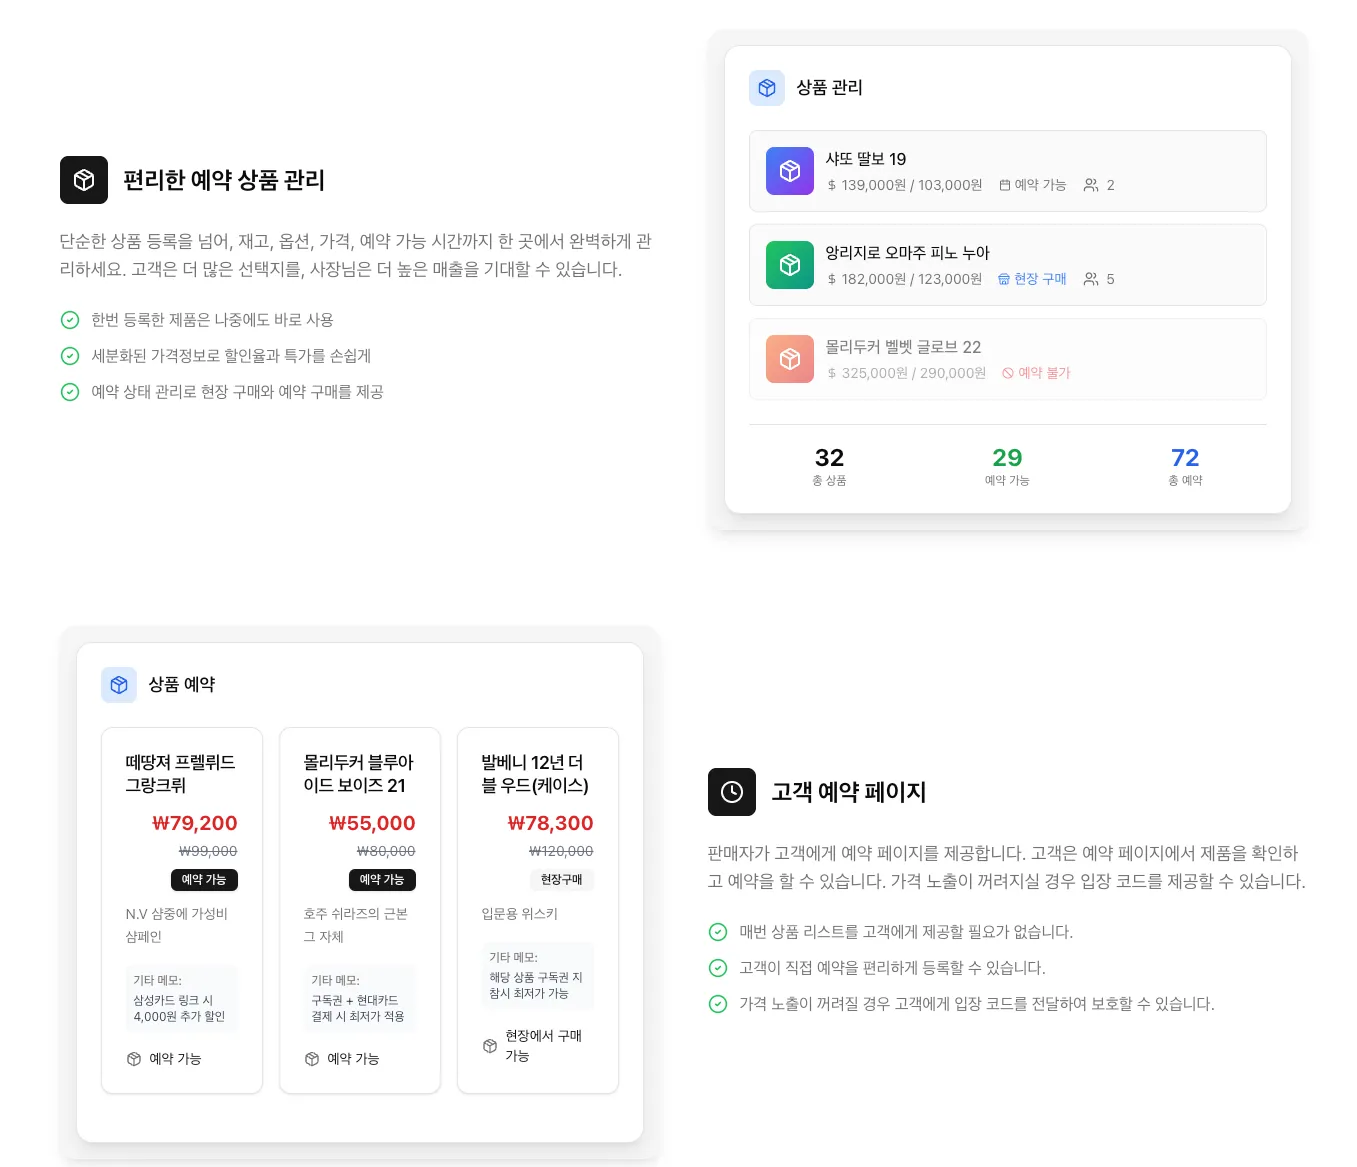 편리한 예약 상품 관리
단순한 상품 등록을 넘어, 재고, 옵션, 가격, 예약 가능 시간까지 한 곳에서 완벽하게 관
리하세요. 고객은 더 많은 선택지를, 사장님은 더 높은 매출을 기대할 수 있습니다.
한번 등록한 제품은 나중에도 바로 사용
세분화된 가격정보로 할인율과 특가를 손쉽게
예약 상태 관리로 현장 구매와 예약 구매를 제공
상품 관리
샤또 딸보 19
$ 139,000원 / 103,000원 예약 가능 2
앙리지로 오마주 피노 누아
$ 182,000원 / 123,000원 현장 구매 5
몰리두커 벨벳 글로브 22
$ 325,000원 / 290,000원 예약 불가
32 29 72
총 상품 예약 가능 총 예약
상품 예약
떼땅져 프렐뤼드
그랑크뤼
₩79,200
₩99,000
예약 가능
N.V 샴중에 가성비
샴페인
기타 메모:
삼성카드 링크 시
4,000원 추가 할인
예약 가능
몰리두커 블루아
이드 보이즈 21
₩55,000
₩80,000
예약 가능
호주 쉬라즈의 근본
그 자체
기타 메모:
구독권 + 현대카드
결제 시 최저가 적용
예약 가능
발베니 12년 더
블 우드(케이스)
₩78,300
₩120,000
현장구매
입문용 위스키
기타 메모:
해당 상품 구독권 지
참시 최저가 가능
현장에서 구매
가능
고객 예약 페이지
판매자가 고객에게 예약 페이지를 제공합니다. 고객은 예약 페이지에서 제품을 확인하
고 예약을 할 수 있습니다. 가격 노출이 꺼려지실 경우 입장 코드를 제공할 수 있습니다.
매번 상품 리스트를 고객에게 제공할 필요가 없습니다.
고객이 직접 예약을 편리하게 등록할 수 있습니다.
가격 노출이 꺼려질 경우 고객에게 입장 코드를 전달하여 보호할 수 있습니다.